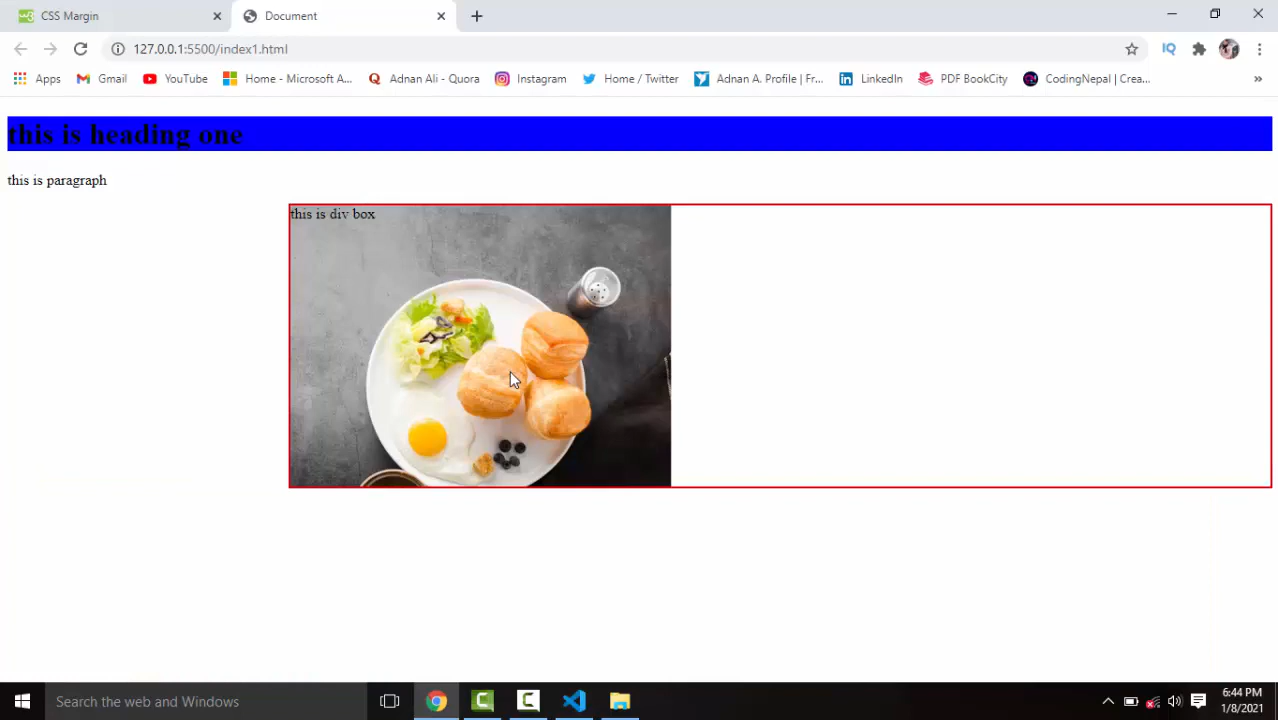 CSS Margin
Document
127.0.0.1:5500/index1.html
Apps
Gmail
YouTube
Home - Microsoft A...
Adnan Ali - Quora
Instagram
Home / Twitter
Adnan A. Profile | Fr...
LinkedIn
PDF BookCity
CodingNepal | Crea...
this is heading one
this is paragraph
this is div box
Search the web and Windows
6:44 PM
1/8/2021